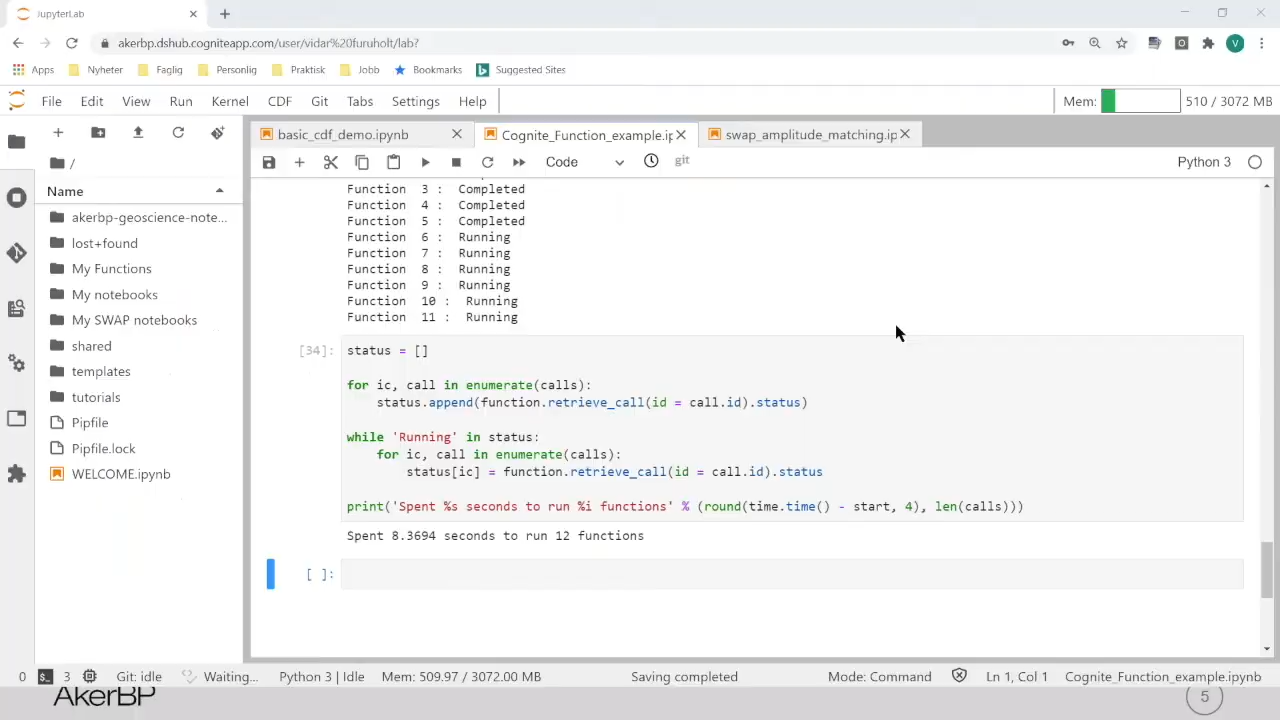 JupyterLab
akerbp.dshub.cogniteapp.com/user/vidar%20furuholt/lab?
V
Apps Nyheter Faglig Personlig Praktisk Jobb Bookmarks Suggested Sites
File Edit View Run Kernel CDF Git Tabs Settings Help Mem: 510 / 3072 MB
basic_cdf_demo.ipynb Cognite_Function_example.ip swap_amplitude_matching.ip
/
Code git Python 3
Name
akerbp-geoscience-note...
lost+found
My Functions
My notebooks
My SWAP notebooks
shared
templates
tutorials
Pipfile
Pipfile.lock
WELCOME.ipynb
Function 3 : Completed
Function 4 : Completed
Function 5 : Completed
Function 6 : Running
Function 7 : Running
Function 8 : Running
Function 9 : Running
Function 10 : Running
Function 11 : Running
[34]: status = []
for ic, call in enumerate(calls):
status.append(function.retrieve_call(id = call.id).status)
while 'Running' in status:
for ic, call in enumerate(calls):
status[ic] = function.retrieve_call(id = call.id).status
print('Spent %s seconds to run %i functions' % (round(time.time() - start, 4), len(calls)))
Spent 8.3694 seconds to run 12 functions
[ ]:
0 3 Git: idle Waiting... Python 3 | Idle Mem: 509.97 / 3072.00 MB Saving completed Mode: Command Ln 1, Col 1 Cognite_Function_example.ipynb
AkerBP 5